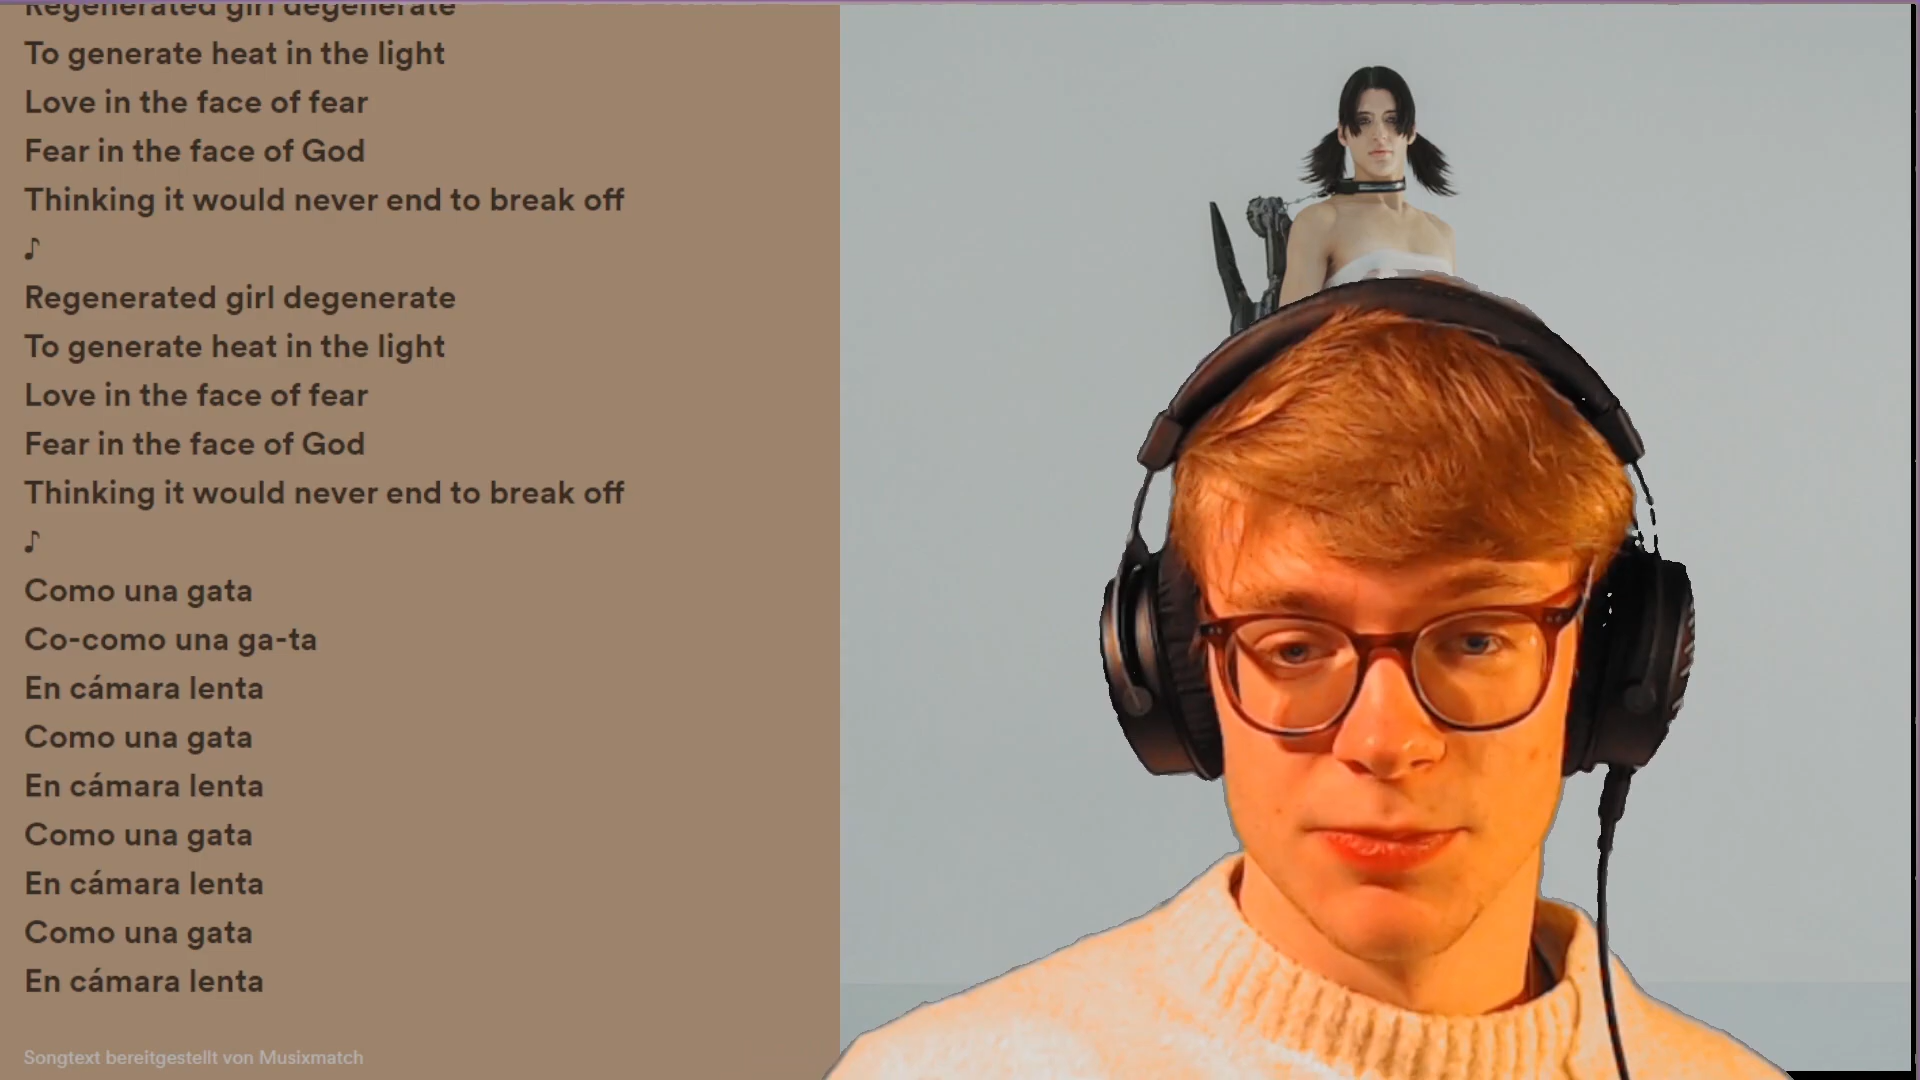 Regenerated girl degenerate
To generate heat in the light
Love in the face of fear
Fear in the face of God
Thinking it would never end to break off
♪
Regenerated girl degenerate
To generate heat in the light
Love in the face of fear
Fear in the face of God
Thinking it would never end to break off
♪
Como una gata
Co-como una ga-ta
En cámara lenta
Como una gata
En cámara lenta
Como una gata
En cámara lenta
Como una gata
En cámara lenta
Songtext bereitgestellt von Musixmatch